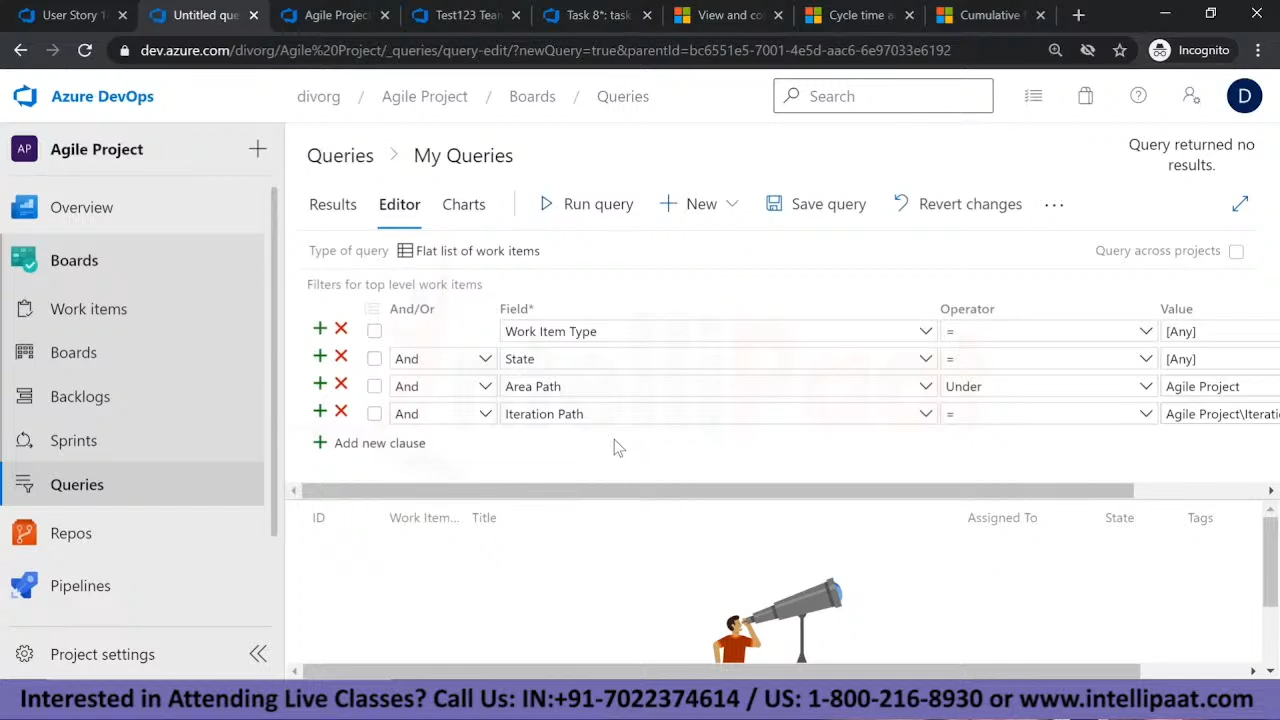 User Story 1
Untitled que
Agile Projec
Test123 Tean
Task 8*: task
View and co
Cycle time a
Cumulative f
dev.azure.com/divorg/Agile%20Project/_queries/query-edit/?newQuery=true&parentId=bc6551e5-7001-4e5d-aac6-6e97033e6192
Incognito
Azure DevOps
divorg / Agile Project / Boards / Queries
Search
D
AP Agile Project
Overview
Boards
Work items
Boards
Backlogs
Sprints
Queries
Repos
Pipelines
Project settings
Queries > My Queries
Query returned no
results.
Results Editor Charts Run query New Save query Revert changes ...
Type of query Flat list of work items Query across projects
Filters for top level work items
And/Or Field* Operator Value
Work Item Type = [Any]
And State = [Any]
And Area Path Under Agile Project
And Iteration Path = Agile Project\Iterati
Add new clause
ID Work Item... Title Assigned To State Tags
Interested in Attending Live Classes? Call Us: IN:+91-7022374614 / US: 1-800-216-8930 or www.intellipaat.com